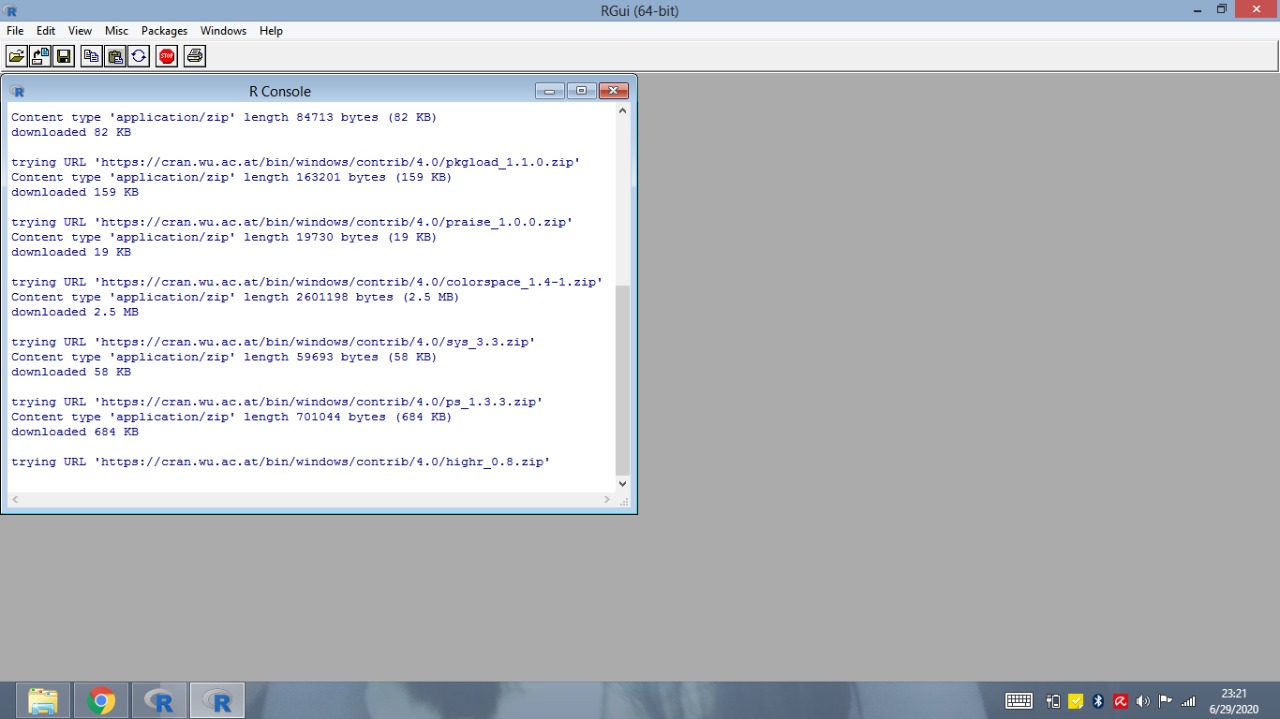 RGui (64-bit)
File Edit View Misc Packages Windows Help
STOP
R Console
Content type 'application/zip' length 84713 bytes (82 KB)
downloaded 82 KB
trying URL 'https://cran.wu.ac.at/bin/windows/contrib/4.0/pkgload_1.1.0.zip'
Content type 'application/zip' length 163201 bytes (159 KB)
downloaded 159 KB
trying URL 'https://cran.wu.ac.at/bin/windows/contrib/4.0/praise_1.0.0.zip'
Content type 'application/zip' length 19730 bytes (19 KB)
downloaded 19 KB
trying URL 'https://cran.wu.ac.at/bin/windows/contrib/4.0/colorspace_1.4-1.zip'
Content type 'application/zip' length 2601198 bytes (2.5 MB)
downloaded 2.5 MB
trying URL 'https://cran.wu.ac.at/bin/windows/contrib/4.0/sys_3.3.zip'
Content type 'application/zip' length 59693 bytes (58 KB)
downloaded 58 KB
trying URL 'https://cran.wu.ac.at/bin/windows/contrib/4.0/ps_1.3.3.zip'
Content type 'application/zip' length 701044 bytes (684 KB)
downloaded 684 KB
trying URL 'https://cran.wu.ac.at/bin/windows/contrib/4.0/highr_0.8.zip'
23:21
6/29/2020